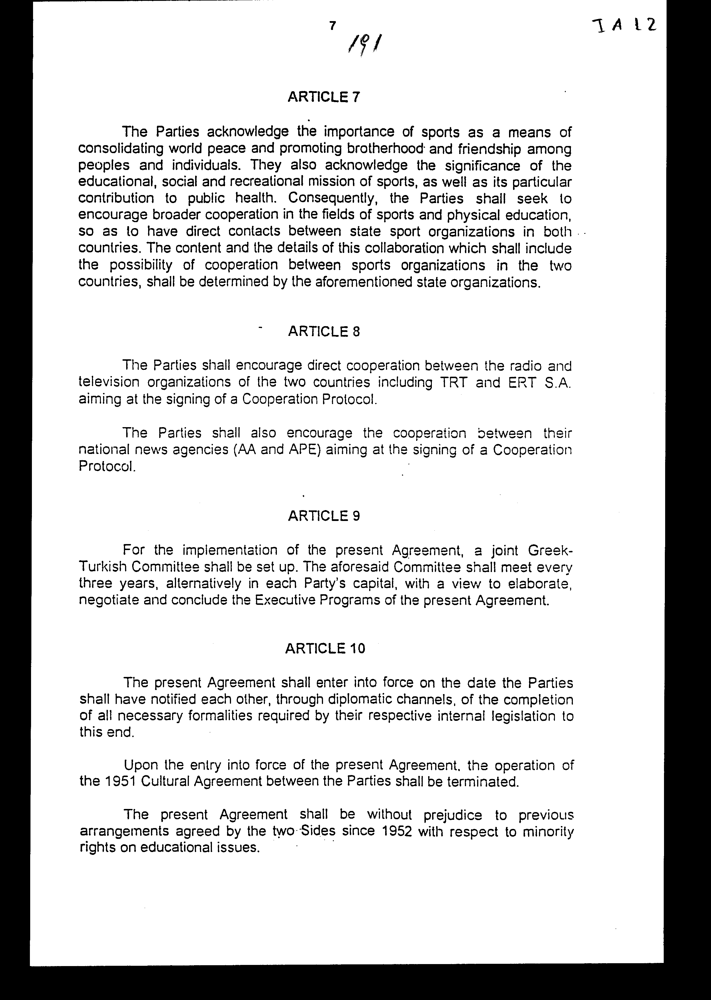 7
IA 12
191
ARTICLE 7
The Parties acknowledge the importance of sports as a means of
consolidating world peace and promoting brotherhood and friendship among
peoples and individuals. They also acknowledge the significance of the
educational, social and recreational mission of sports, as well as its particular
contribution to public health. Consequently, the Parties shall seek to
encourage broader cooperation in the fields of sports and physical education,
so as to have direct contacts between state sport organizations in both
countries. The content and the details of this collaboration which shall include
the possibility of cooperation between sports organizations in the two
countries, shall be determined by the aforementioned state organizations.
ARTICLE 8
The Parties shall encourage direct cooperation between the radio and
television organizations of the two countries including TRT and ERT S.A.
aiming at the signing of a Cooperation Protocol.
The Parties shall also encourage the cooperation between their
national news agencies (AA and APE) aiming at the signing of a Cooperation
Protocol.
ARTICLE 9
For the implementation of the present Agreement, a joint Greek-
Turkish Committee shall be set up. The aforesaid Committee shall meet every
three years, alternatively in each Party's capital, with a view to elaborate,
negotiate and conclude the Executive Programs of the present Agreement.
ARTICLE 10
The present Agreement shall enter into force on the date the Parties
shall have notified each other, through diplomatic channels, of the completion
of all necessary formalities required by their respective internal legislation to
this end.
Upon the entry into force of the present Agreement, the operation of
the 1951 Cultural Agreement between the Parties shall be terminated.
The present Agreement shall be without prejudice to previous
arrangements agreed by the two Sides since 1952 with respect to minority
rights on educational issues.